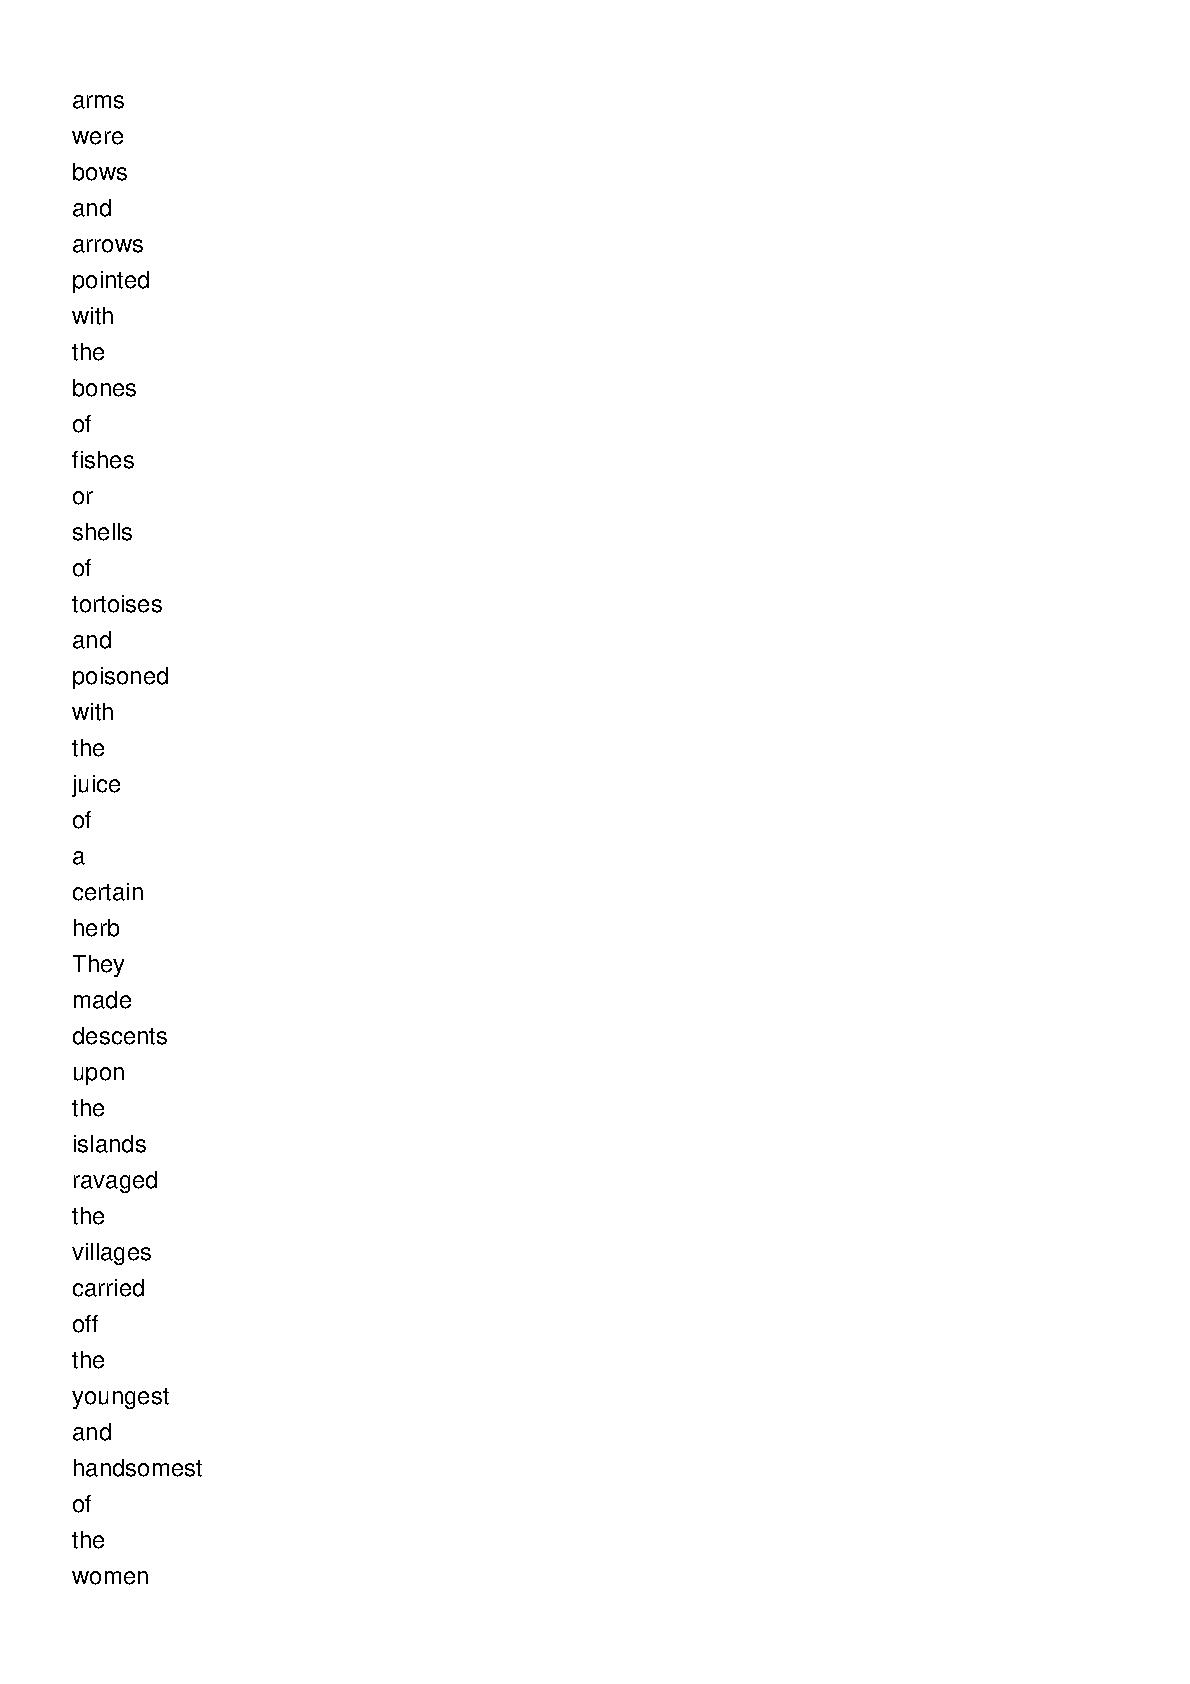 arms
were
bows
and
arrows
pointed
with
the
bones
of
fishes
or
shells
of
tortoises
and
poisoned
with
the
juice
of
a
certain
herb
They
made
descents
upon
the
islands
ravaged
the
villages
carried
off
the
youngest
and
handsomest
of
the
women